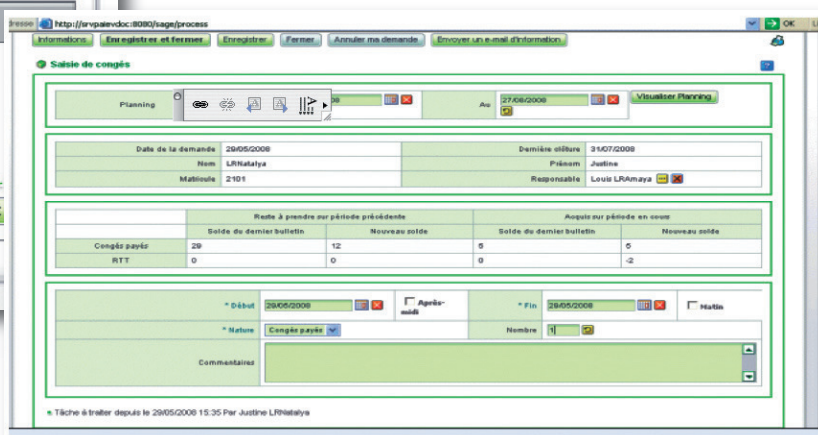 resse http://srvpaievdoc:8080/sage/process OK
Informations Enregistrer et fermer Enregistrer Fermer Annuler ma demande Envoyer un e-mail d'information
Saisie de congés
Planning 08 Au 27/08/2008 Visualiser Planning
Date de la demande 29/05/2008 Dernière clôture 31/07/2008
Nom LRNatalya Prénom Justine
Matricule 2101 Responsable Louis LRAmaya
Reste à prendre sur période précédente Acquis sur période en cours
Solde du dernier bulletin Nouveau solde Solde du dernier bulletin Nouveau solde
Congés payés 29 12 5 5
RTT 0 0 0 -2
* Début 29/05/2008 Après-midi * Fin 29/05/2008 Matin
* Nature Congés payés Nombre 1
Commentaires
Tâche à traiter depuis le 29/05/2008 15:35 Par Justine LRNatalya